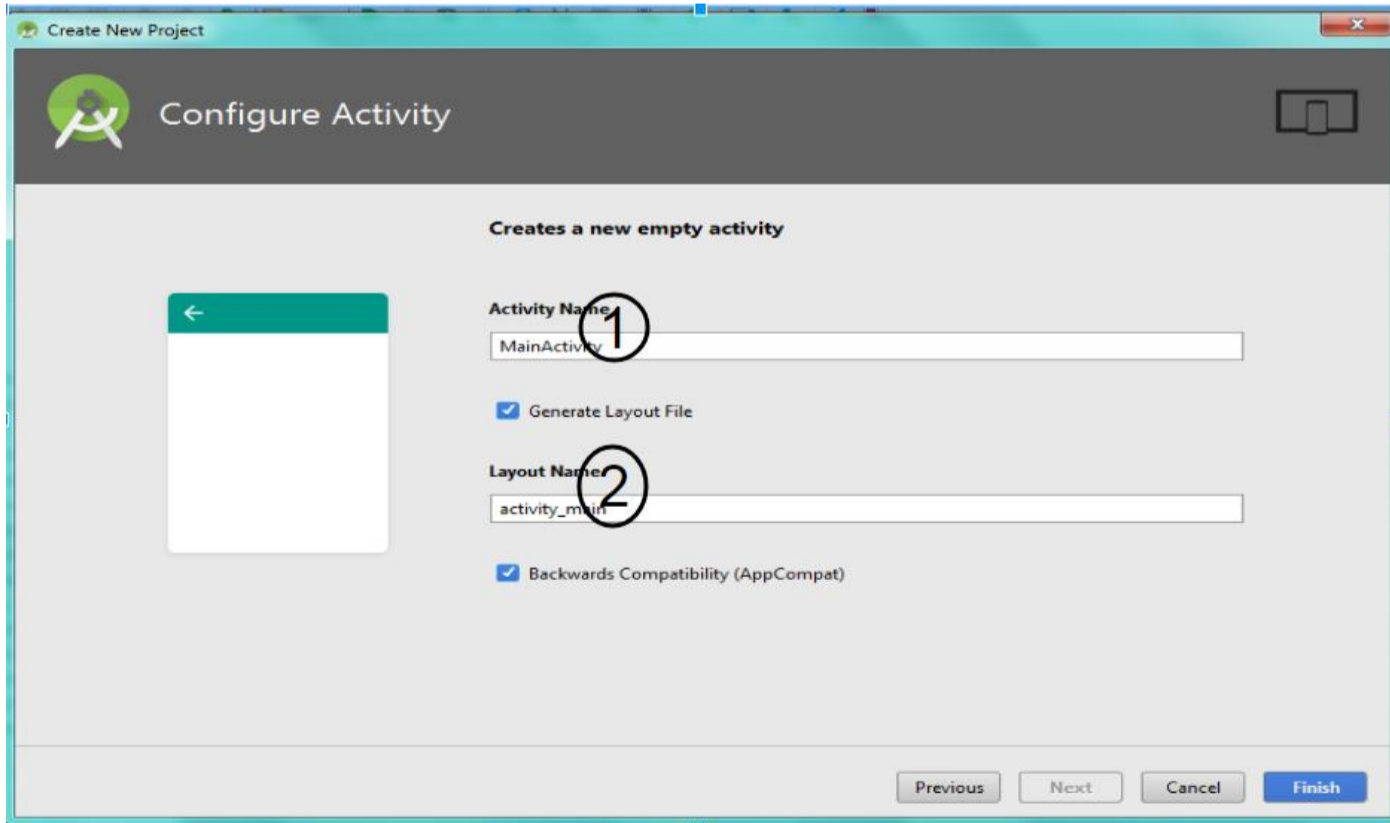 Create New Project
Configure Activity
Creates a new empty activity
Activity Name
1
MainActivity
Generate Layout File
Layout Name
2
activity_main
Backwards Compatibility (AppCompat)
Previous Next Cancel Finish